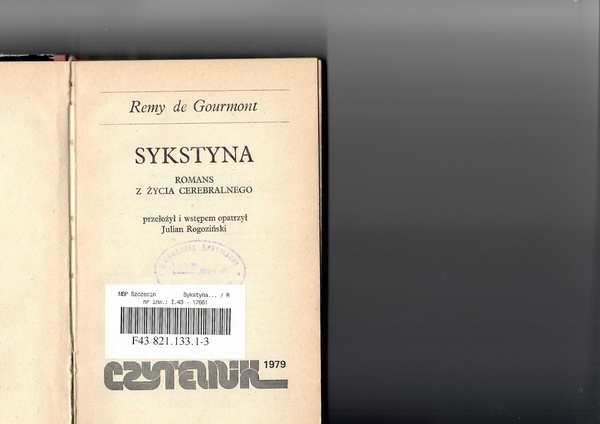 Remy de Gourmont
SYKSTYNA
ROMANS
Z ŻYCIA CEREBRALNEGO
przełożył i wstępem opatrzył
Julian Rogoziński
MBP Szczecin Sykstyna... / R
nr inw.: I.43 - 17661
F43 821.133.1-3
CZYTELNIK 1979